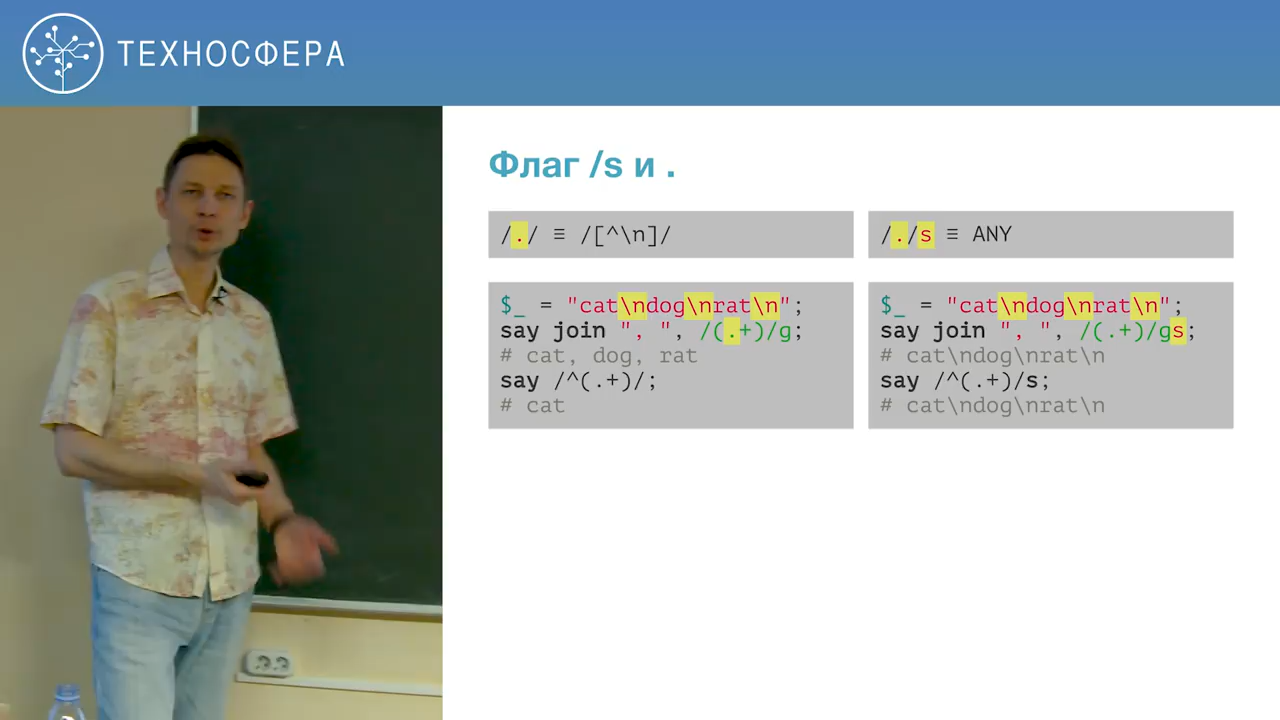 ТЕХНОСФЕРА
Флаг /s и .
/./ ≡ /[^\n]/
/./s ≡ ANY
$_ = "cat\ndog\nrat\n";
say join ", ", /(.+)/g;
# cat, dog, rat
say /^(.+)/;
# cat
$_ = "cat\ndog\nrat\n";
say join ", ", /(.+)/gs;
# cat\ndog\nrat\n
say /^(.+)/s;
# cat\ndog\nrat\n